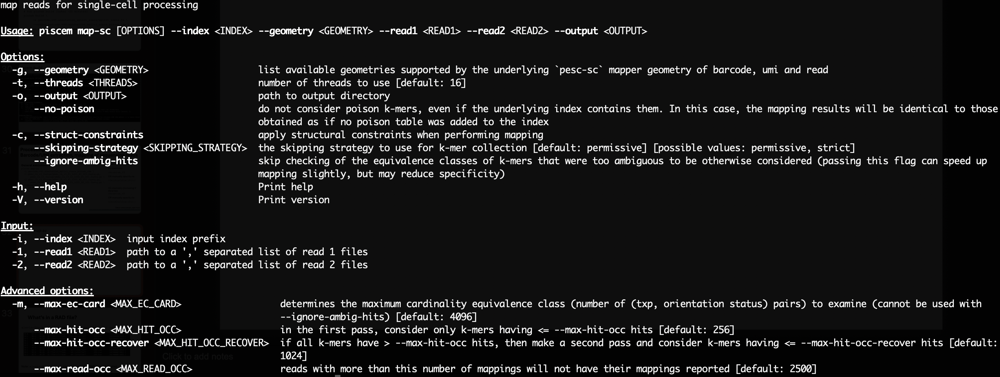 map reads for single-cell processing
Usage: piscem map-sc [OPTIONS] --index <INDEX> --geometry <GEOMETRY> --read1 <READ1> --read2 <READ2> --output <OUTPUT>
Options:
-g, --geometry <GEOMETRY> list available geometries supported by the underlying `pesc-sc` mapper geometry of barcode, umi and read
-t, --threads <THREADS> number of threads to use [default: 16]
-o, --output <OUTPUT> path to output directory
--no-poison do not consider poison k-mers, even if the underlying index contains them. In this case, the mapping results will be identical to those
obtained as if no poison table was added to the index
-c, --struct-constraints apply structural constraints when performing mapping
--skipping-strategy <SKIPPING_STRATEGY> the skipping strategy to use for k-mer collection [default: permissive] [possible values: permissive, strict]
--ignore-ambig-hits skip checking of the equivalence classes of k-mers that were too ambiguous to be otherwise considered (passing this flag can speed up
mapping slightly, but may reduce specificity)
-h, --help Print help
-V, --version Print version
Input:
-i, --index <INDEX> input index prefix
-1, --read1 <READ1> path to a ',' separated list of read 1 files
-2, --read2 <READ2> path to a ',' separated list of read 2 files
Advanced options:
-m, --max-ec-card <MAX_EC_CARD> determines the maximum cardinality equivalence class (number of (txp, orientation status) pairs) to examine (cannot be used with
--ignore-ambig-hits) [default: 4096]
--max-hit-occ <MAX_HIT_OCC> in the first pass, consider only k-mers having <= --max-hit-occ hits [default: 256]
--max-hit-occ-recover <MAX_HIT_OCC_RECOVER> if all k-mers have > --max-hit-occ hits, then make a second pass and consider k-mers having <= --max-hit-occ-recover hits [default:
1024]
--max-read-occ <MAX_READ_OCC> reads with more than this number of mappings will not have their mappings reported [default: 2500]
30
31
33
What's in a RAD file?
Click to add notes